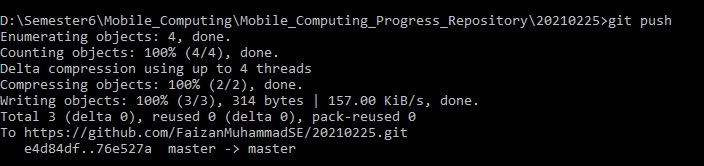 D:\Semester6\Mobile_Computing\Mobile_Computing_Progress_Repository\20210225>git push
Enumerating objects: 4, done.
Counting objects: 100% (4/4), done.
Delta compression using up to 4 threads
Compressing objects: 100% (2/2), done.
Writing objects: 100% (3/3), 314 bytes | 157.00 KiB/s, done.
Total 3 (delta 0), reused 0 (delta 0), pack-reused 0
To https://github.com/FaizanMuhammadSE/20210225.git
   e4d84df..76e527a  master -> master